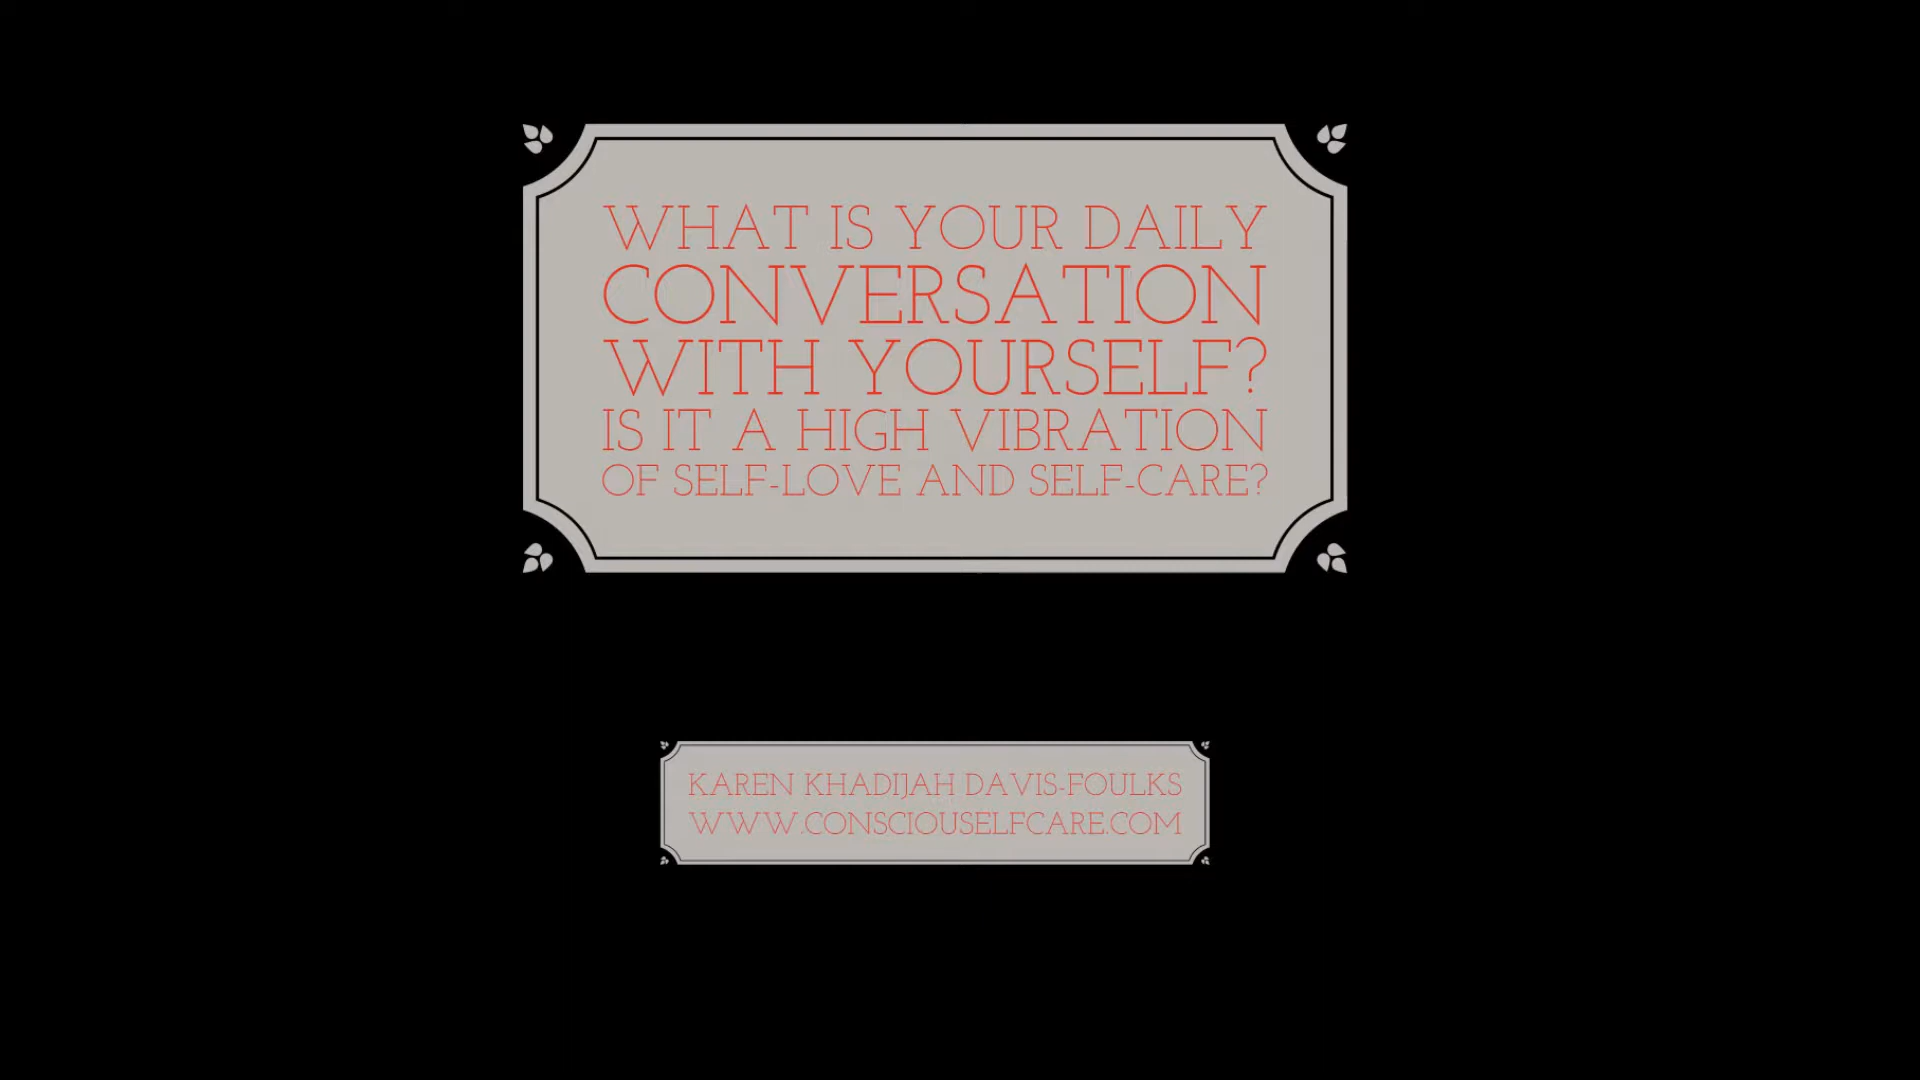 WHAT IS YOUR DAILY
CONVERSATION
WITH YOURSELF?
IS IT A HIGH VIBRATION
OF SELF-LOVE AND SELF-CARE?
KAREN KHADIJAH DAVIS-FOULKS
WWW.CONSCIOUSELFCARE.COM